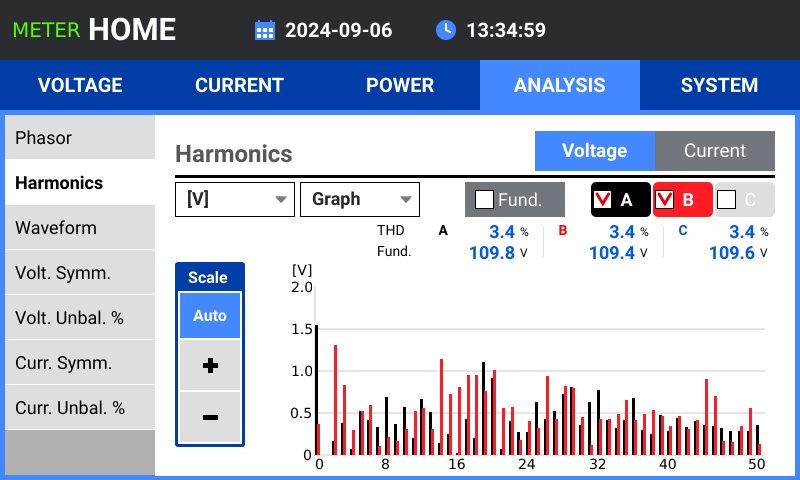 METER HOME 2024-09-06 13:34:59
VOLTAGE CURRENT POWER ANALYSIS SYSTEM
Phasor
Harmonics
Waveform
Volt. Symm.
Volt. Unbal. %
Curr. Symm.
Curr. Unbal. %
Harmonics Voltage Current
[V] Graph Fund. A B C
THD A 3.4 % B 3.4 % C 3.4 %
Fund. 109.8 V 109.4 V 109.6 V
Scale
Auto
+
−
[V]
2.0
1.5
1.0
0.5
0
0 8 16 24 32 40 50